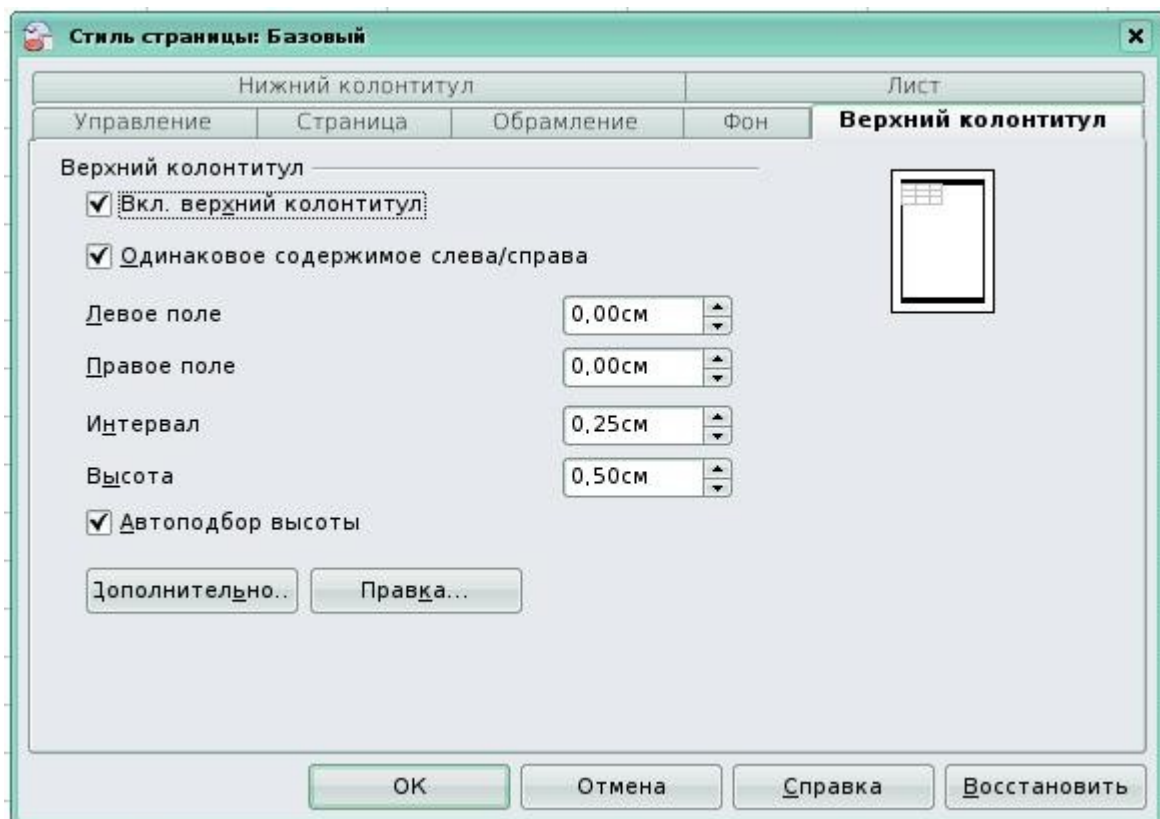 Стиль страницы: Базовый
Нижний колонтитул Лист
Управление Страница Обрамление Фон Верхний колонтитул
Верхний колонтитул
Вкл. верхний колонтитул
Одинаковое содержимое слева/справа
Левое поле 0,00см
Правое поле 0,00см
Интервал 0,25см
Высота 0,50см
Автоподбор высоты
Дополнительно.. Правка...
OK Отмена Справка Восстановить